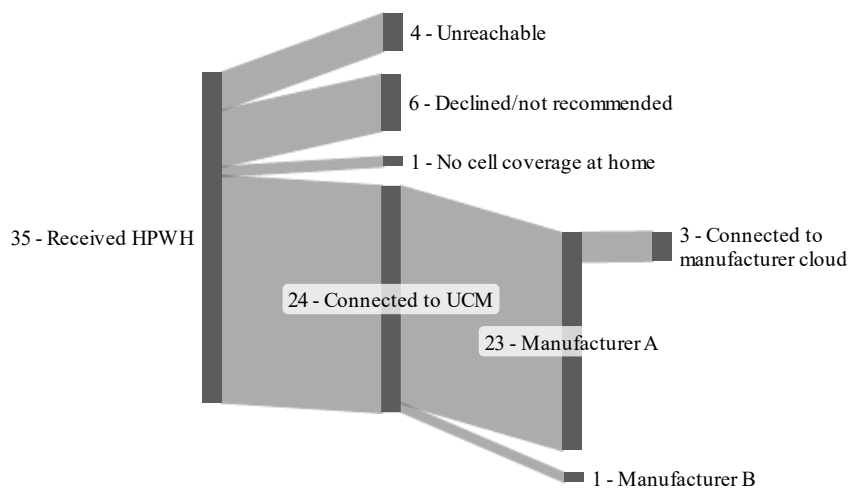 4 - Unreachable
6 - Declined/not recommended
1 - No cell coverage at home
35 - Received HPWH
3 - Connected to
manufacturer cloud
24 - Connected to UCM
23 - Manufacturer A
1 - Manufacturer B